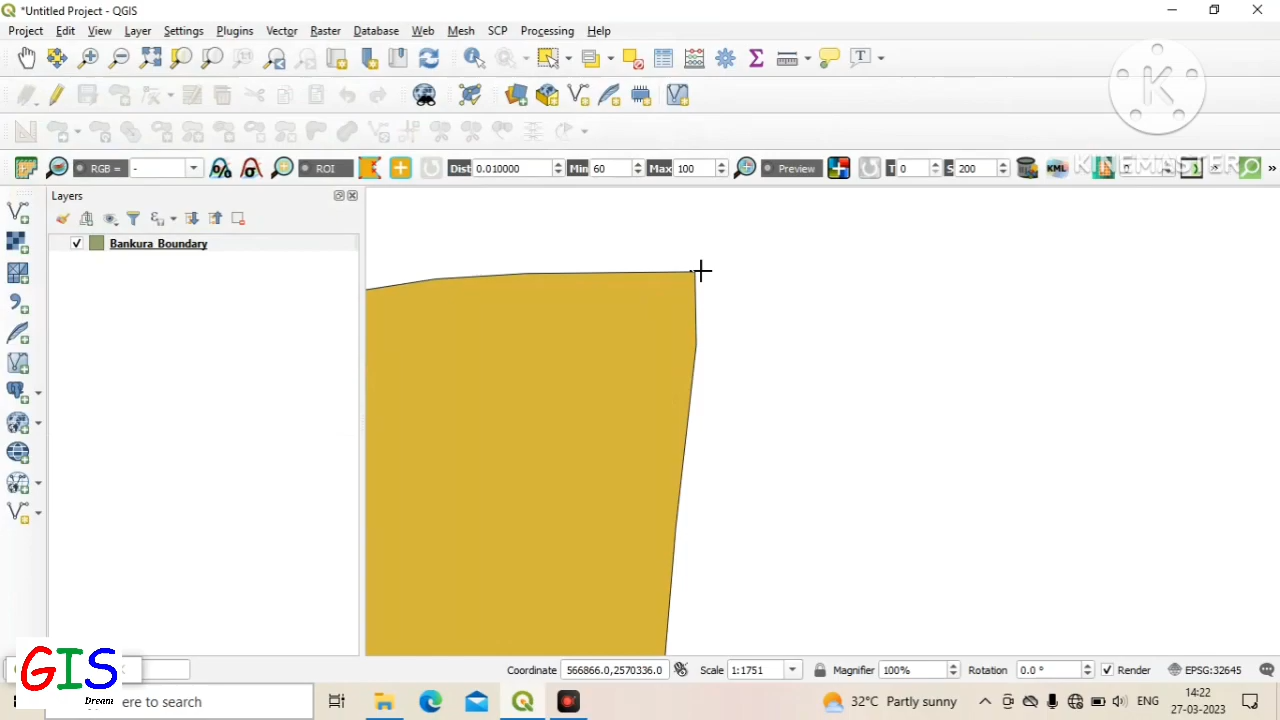 *Untitled Project - QGIS
Project Edit View Layer Settings Plugins Vector Raster Database Web Mesh SCP Processing Help
K
RGB = - ROI Dist 0.010000 Min 60 Max 100 Preview T 0 S 200 KML
KINEMASTER
Layers
Bankura_Boundary
Coordinate 566866.0,2570336.0 Scale 1:1751 Magnifier 100% Rotation 0.0 ° Render EPSG:32645
GIS
Dream
ere to search
32°C Partly sunny ENG
14:22
27-03-2023